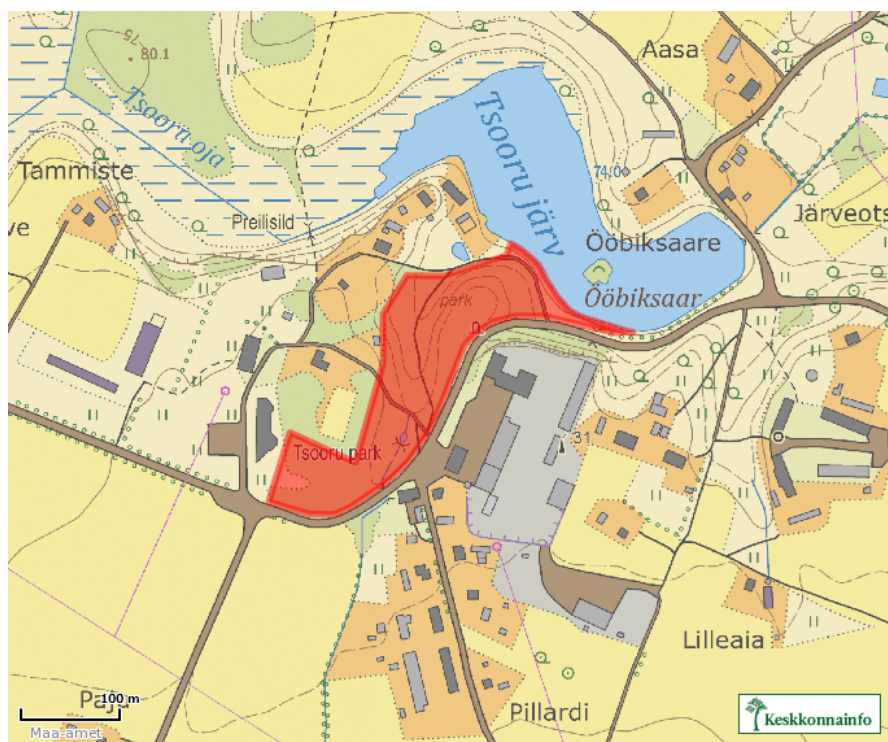 75
80.1
Aasa
Tsooru oja
Tsooru järv
Tammiste
74.0
Järveots
ve
Preilisild
Ööbiksaare
Ööbiksaar
park
31
Tsooru park
Lilleaia
Paja
100 m
Pillardi
Keskkonnainfo
Maa-amet